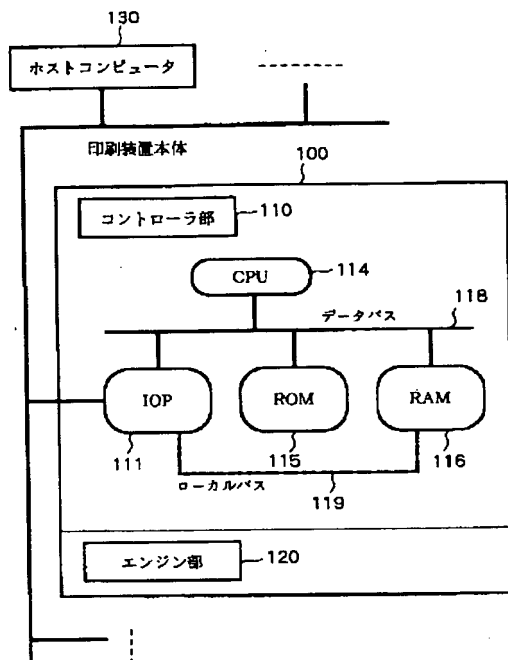 130
ホストコンピュータ
印刷装置本体
100
コントローラ部
110
CPU
114
データバス
118
IOP
ROM
RAM
111
115
116
ローカルバス
119
エンジン部
120